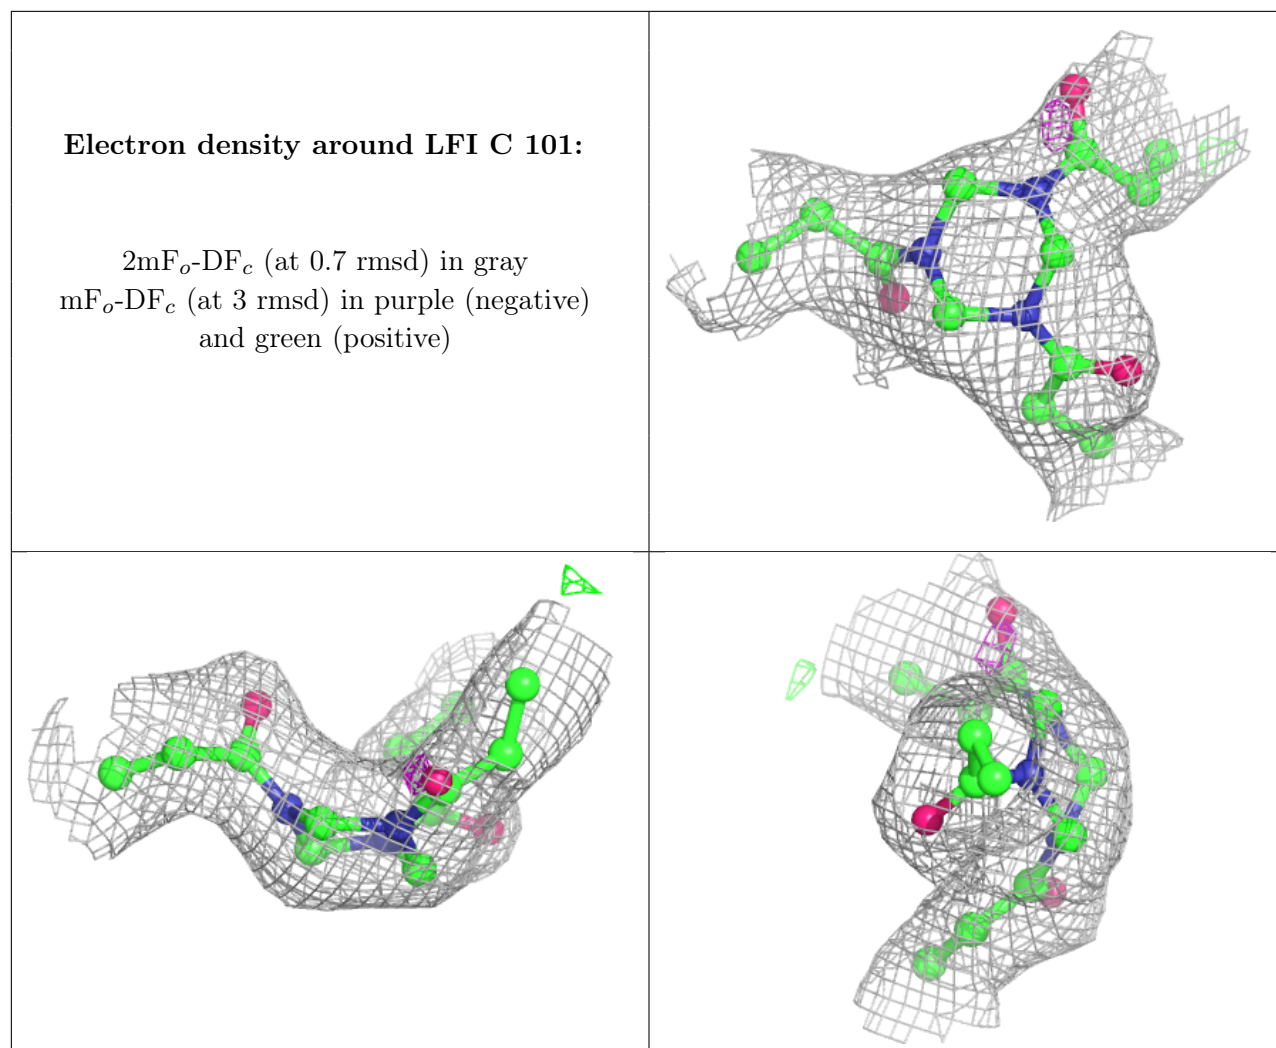 Electron density around LFI C 101:
2mFo-DFc (at 0.7 rmsd) in gray
mFo-DFc (at 3 rmsd) in purple (negative)
and green (positive)